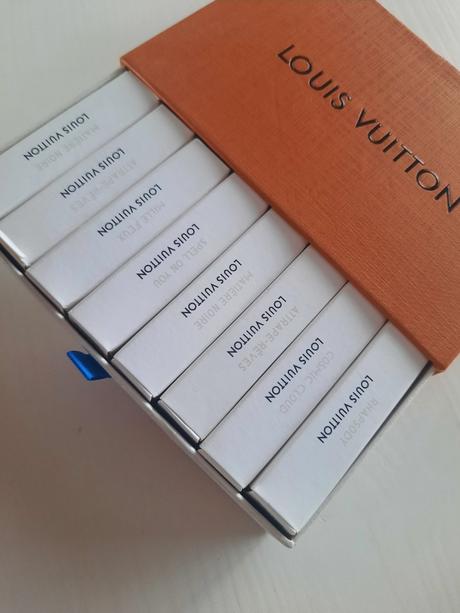 LOUIS VUITTON
LOUIS VUITTON
MATIÈRE NOIRE
LOUIS VUITTON
ATTRAPE-RÊVES
LOUIS VUITTON
MILLE FEUX
LOUIS VUITTON
SPELL ON YOU
LOUIS VUITTON
MATIÈRE NOIRE
LOUIS VUITTON
ATTRAPE-RÊVES
LOUIS VUITTON
COSMIC CLOUD
LOUIS VUITTON
RHAPSODY